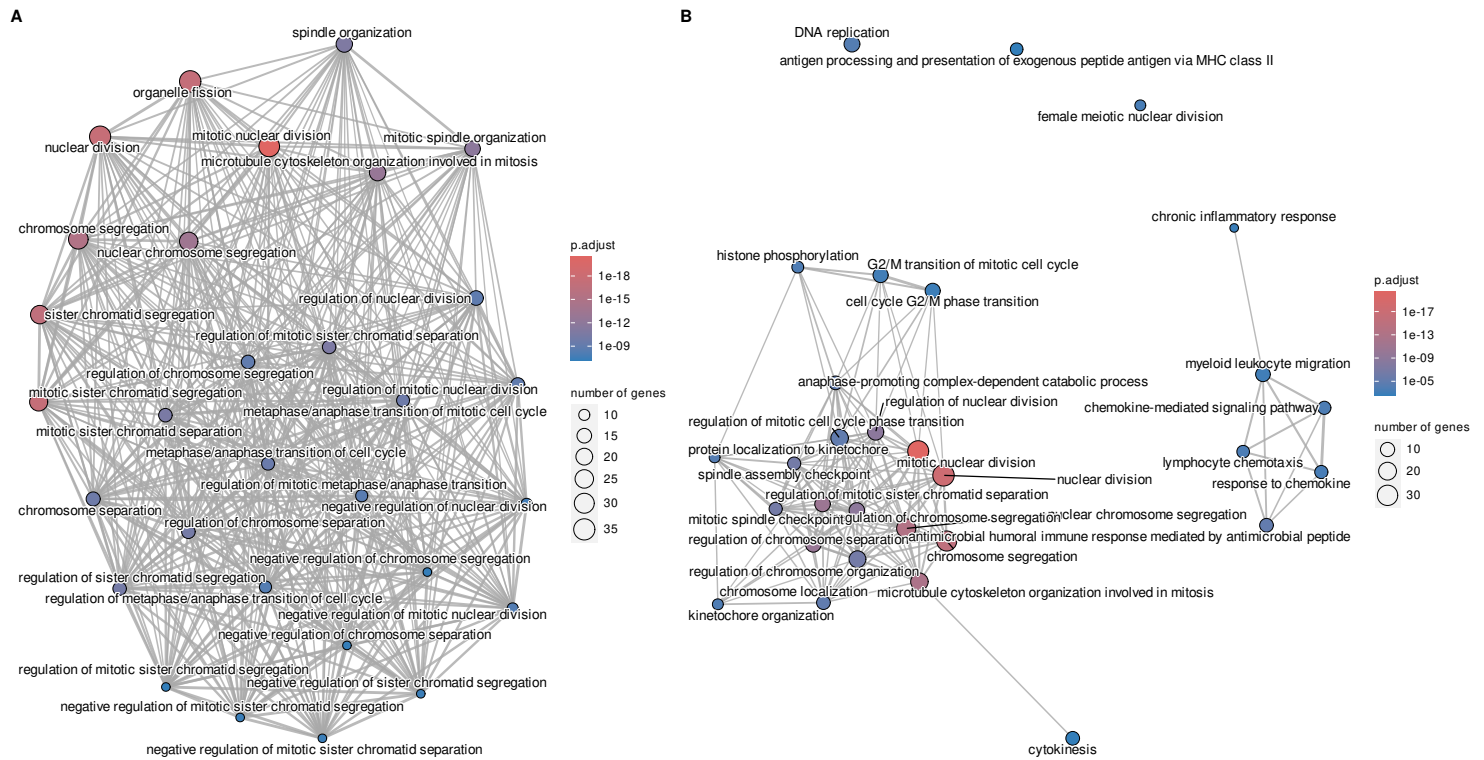 A
spindle organization
organelle fission
nuclear division
mitotic nuclear division
mitotic spindle organization
microtubule cytoskeleton organization involved in mitosis
chromosome segregation
nuclear chromosome segregation
regulation of nuclear division
sister chromatid segregation
regulation of mitotic sister chromatid separation
regulation of chromosome segregation
mitotic sister chromatid segregation
regulation of mitotic nuclear division
metaphase/anaphase transition of mitotic cell cycle
mitotic sister chromatid separation
metaphase/anaphase transition of cell cycle
regulation of mitotic metaphase/anaphase transition
chromosome separation
negative regulation of nuclear division
regulation of chromosome separation
negative regulation of chromosome segregation
regulation of sister chromatid segregation
regulation of metaphase/anaphase transition of cell cycle
negative regulation of mitotic nuclear division
negative regulation of chromosome separation
regulation of mitotic sister chromatid segregation
negative regulation of sister chromatid segregation
negative regulation of mitotic sister chromatid segregation
negative regulation of mitotic sister chromatid separation
p.adjust
1e-18
1e-15
1e-12
1e-09
number of genes
10
15
20
25
30
35
B
DNA replication
antigen processing and presentation of exogenous peptide antigen via MHC class II
female meiotic nuclear division
chronic inflammatory response
histone phosphorylation
G2/M transition of mitotic cell cycle
cell cycle G2/M phase transition
myeloid leukocyte migration
anaphase-promoting complex-dependent catabolic process
regulation of nuclear division
chemokine-mediated signaling pathway
regulation of mitotic cell cycle phase transition
protein localization to kinetochore
mitotic nuclear division
lymphocyte chemotaxis
spindle assembly checkpoint
nuclear division
response to chemokine
regulation of mitotic sister chromatid separation
mitotic spindle checkpoint
gulation of chromosome segregation
uclear chromosome segregation
regulation of chromosome separation
antimicrobial humoral immune response mediated by antimicrobial peptide
chromosome segregation
regulation of chromosome organization
chromosome localization
microtubule cytoskeleton organization involved in mitosis
kinetochore organization
cytokinesis
p.adjust
1e-17
1e-13
1e-09
1e-05
number of genes
10
20
30